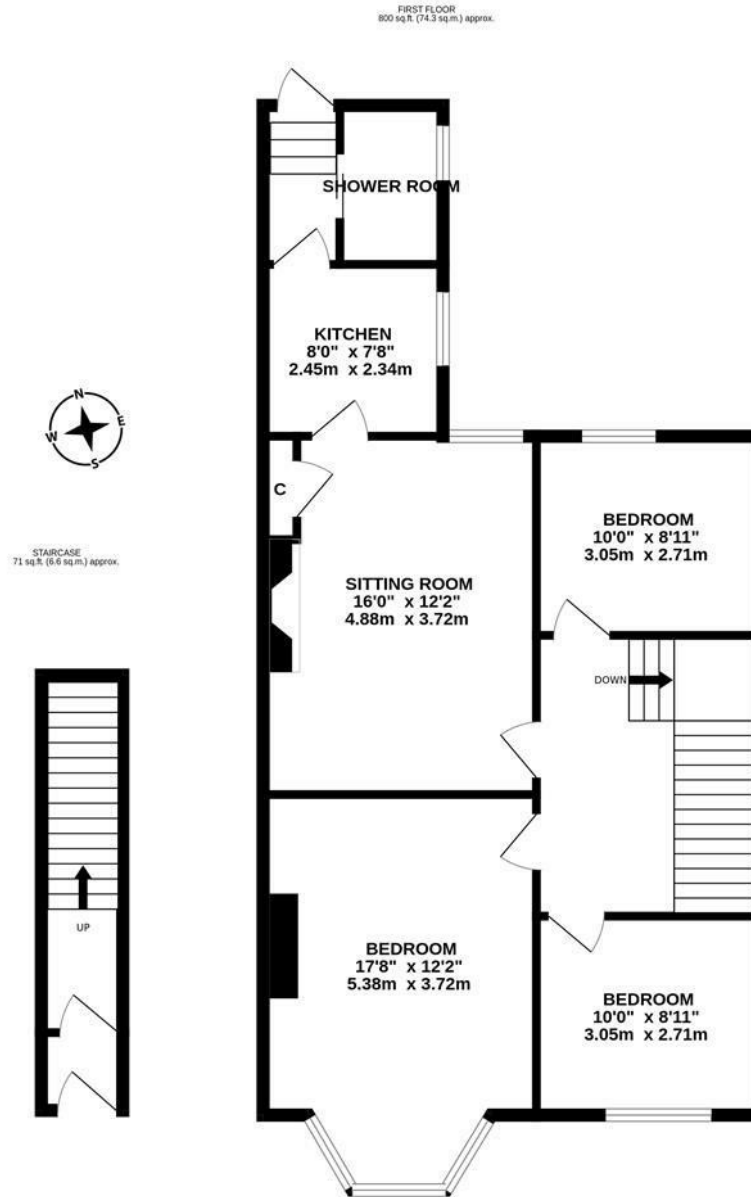 FIRST FLOOR
800 sq.ft. (74.3 sq.m.) approx.
SHOWER ROOM
KITCHEN
8'0" x 7'8"
2.45m x 2.34m
N
E
W
S
C
STAIRCASE
71 sq.ft. (6.6 sq.m.) approx.
SITTING ROOM
16'0" x 12'2"
4.88m x 3.72m
BEDROOM
10'0" x 8'11"
3.05m x 2.71m
DOWN
UP
BEDROOM
17'8" x 12'2"
5.38m x 3.72m
BEDROOM
10'0" x 8'11"
3.05m x 2.71m